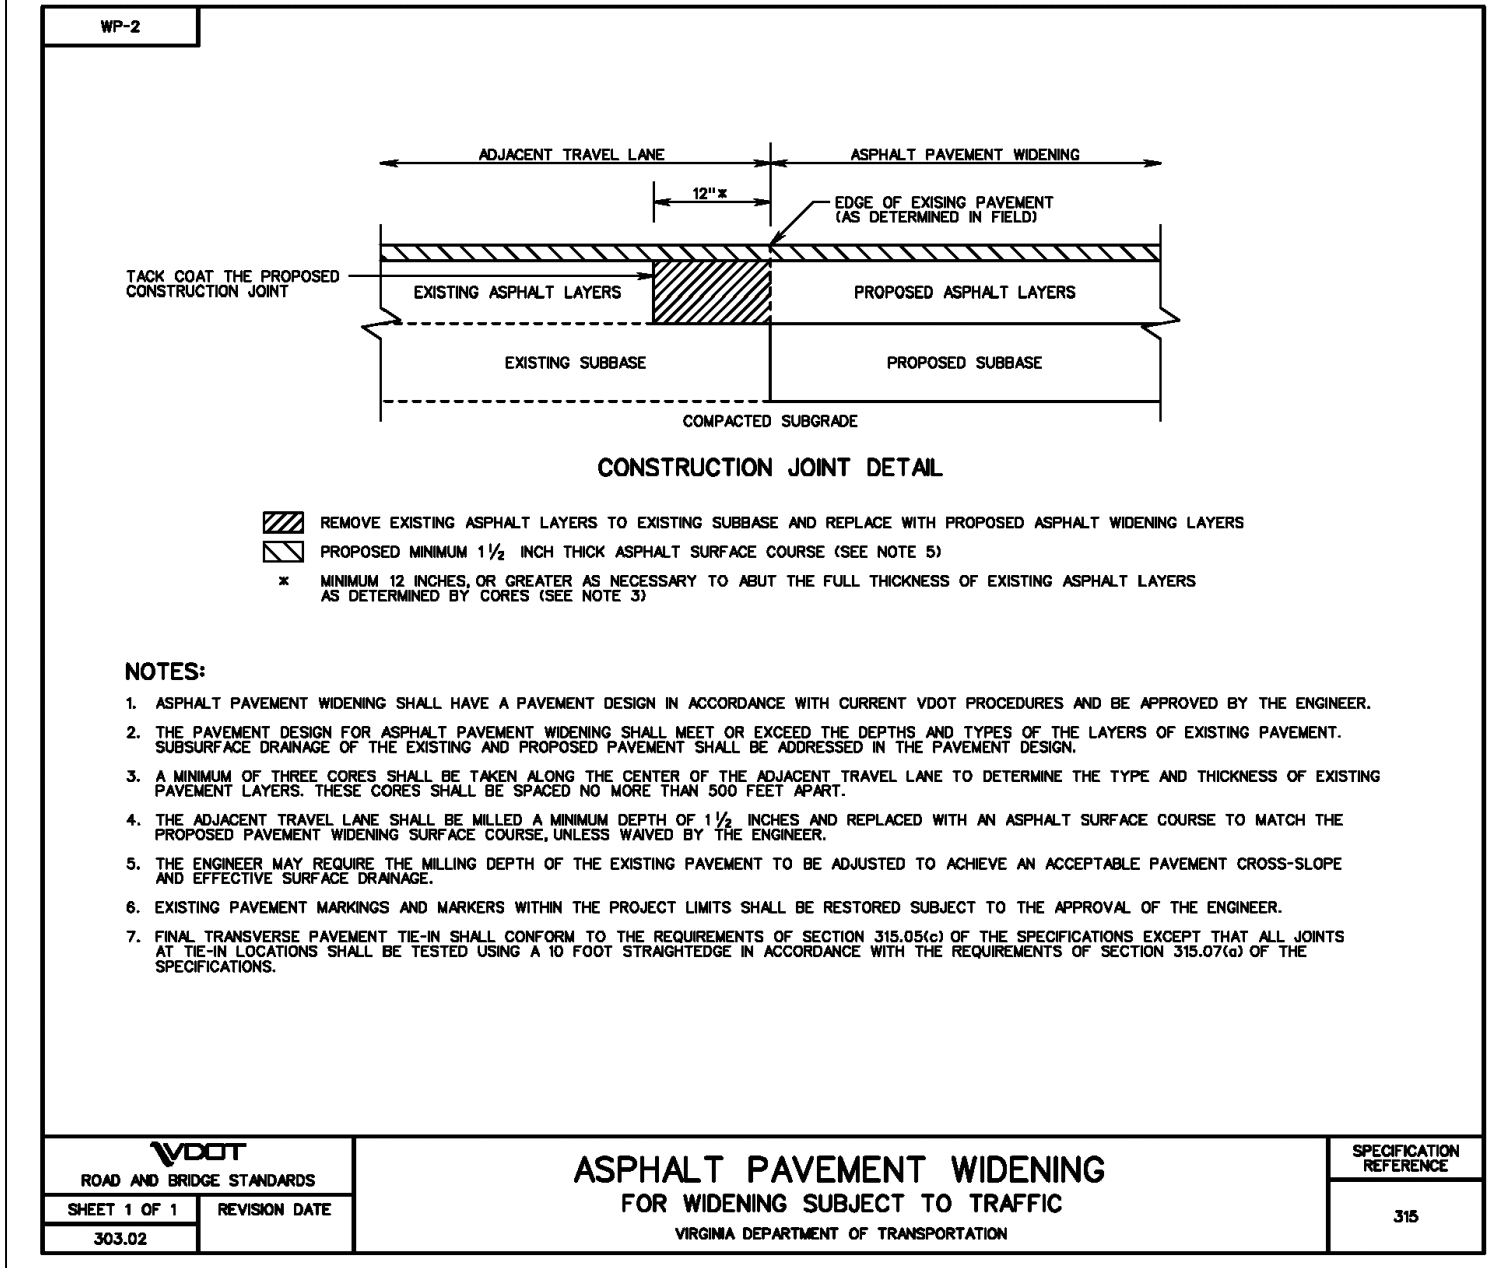 WP-2
ADJACENT TRAVEL LANE
ASPHALT PAVEMENT WIDENING
12"*
EDGE OF EXISING PAVEMENT
(AS DETERMINED IN FIELD)
TACK COAT THE PROPOSED
CONSTRUCTION JOINT
EXISTING ASPHALT LAYERS
PROPOSED ASPHALT LAYERS
EXISTING SUBBASE
PROPOSED SUBBASE
COMPACTED SUBGRADE
CONSTRUCTION JOINT DETAIL
REMOVE EXISTING ASPHALT LAYERS TO EXISTING SUBBASE AND REPLACE WITH PROPOSED ASPHALT WIDENING LAYERS
PROPOSED MINIMUM 1 1/2 INCH THICK ASPHALT SURFACE COURSE (SEE NOTE 5)
* MINIMUM 12 INCHES, OR GREATER AS NECESSARY TO ABUT THE FULL THICKNESS OF EXISTING ASPHALT LAYERS
AS DETERMINED BY CORES (SEE NOTE 3)
NOTES:
1. ASPHALT PAVEMENT WIDENING SHALL HAVE A PAVEMENT DESIGN IN ACCORDANCE WITH CURRENT VDOT PROCEDURES AND BE APPROVED BY THE ENGINEER.
2. THE PAVEMENT DESIGN FOR ASPHALT PAVEMENT WIDENING SHALL MEET OR EXCEED THE DEPTHS AND TYPES OF THE LAYERS OF EXISTING PAVEMENT.
SUBSURFACE DRAINAGE OF THE EXISTING AND PROPOSED PAVEMENT SHALL BE ADDRESSED IN THE PAVEMENT DESIGN.
3. A MINIMUM OF THREE CORES SHALL BE TAKEN ALONG THE CENTER OF THE ADJACENT TRAVEL LANE TO DETERMINE THE TYPE AND THICKNESS OF EXISTING
PAVEMENT LAYERS. THESE CORES SHALL BE SPACED NO MORE THAN 500 FEET APART.
4. THE ADJACENT TRAVEL LANE SHALL BE MILLED A MINIMUM DEPTH OF 1 1/2 INCHES AND REPLACED WITH AN ASPHALT SURFACE COURSE TO MATCH THE
PROPOSED PAVEMENT WIDENING SURFACE COURSE, UNLESS WAIVED BY THE ENGINEER.
5. THE ENGINEER MAY REQUIRE THE MILLING DEPTH OF THE EXISTING PAVEMENT TO BE ADJUSTED TO ACHIEVE AN ACCEPTABLE PAVEMENT CROSS-SLOPE
AND EFFECTIVE SURFACE DRAINAGE.
6. EXISTING PAVEMENT MARKINGS AND MARKERS WITHIN THE PROJECT LIMITS SHALL BE RESTORED SUBJECT TO THE APPROVAL OF THE ENGINEER.
7. FINAL TRANSVERSE PAVEMENT TIE-IN SHALL CONFORM TO THE REQUIREMENTS OF SECTION 315.05(c) OF THE SPECIFICATIONS EXCEPT THAT ALL JOINTS
AT TIE-IN LOCATIONS SHALL BE TESTED USING A 10 FOOT STRAIGHTEDGE IN ACCORDANCE WITH THE REQUIREMENTS OF SECTION 315.07(a) OF THE
SPECIFICATIONS.
VDOT
ROAD AND BRIDGE STANDARDS
SHEET 1 OF 1
REVISION DATE
303.02
ASPHALT PAVEMENT WIDENING
FOR WIDENING SUBJECT TO TRAFFIC
VIRGINIA DEPARTMENT OF TRANSPORTATION
SPECIFICATION
REFERENCE
315